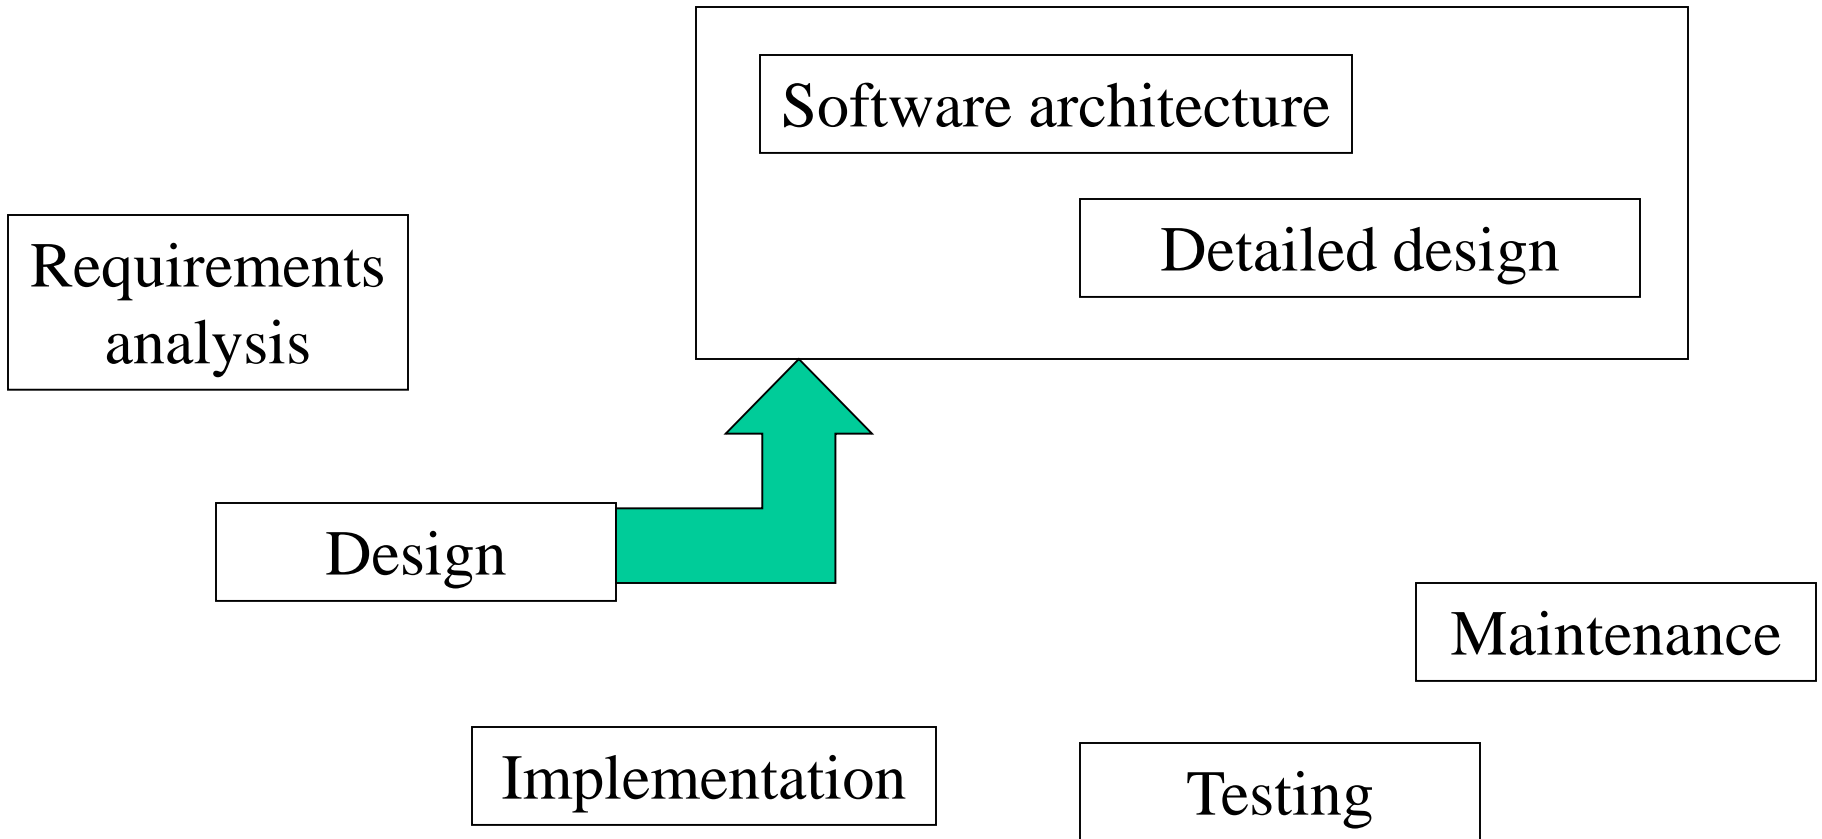 Software architecture
Detailed design
Requirements
analysis
Design
Maintenance
Implementation
Testing